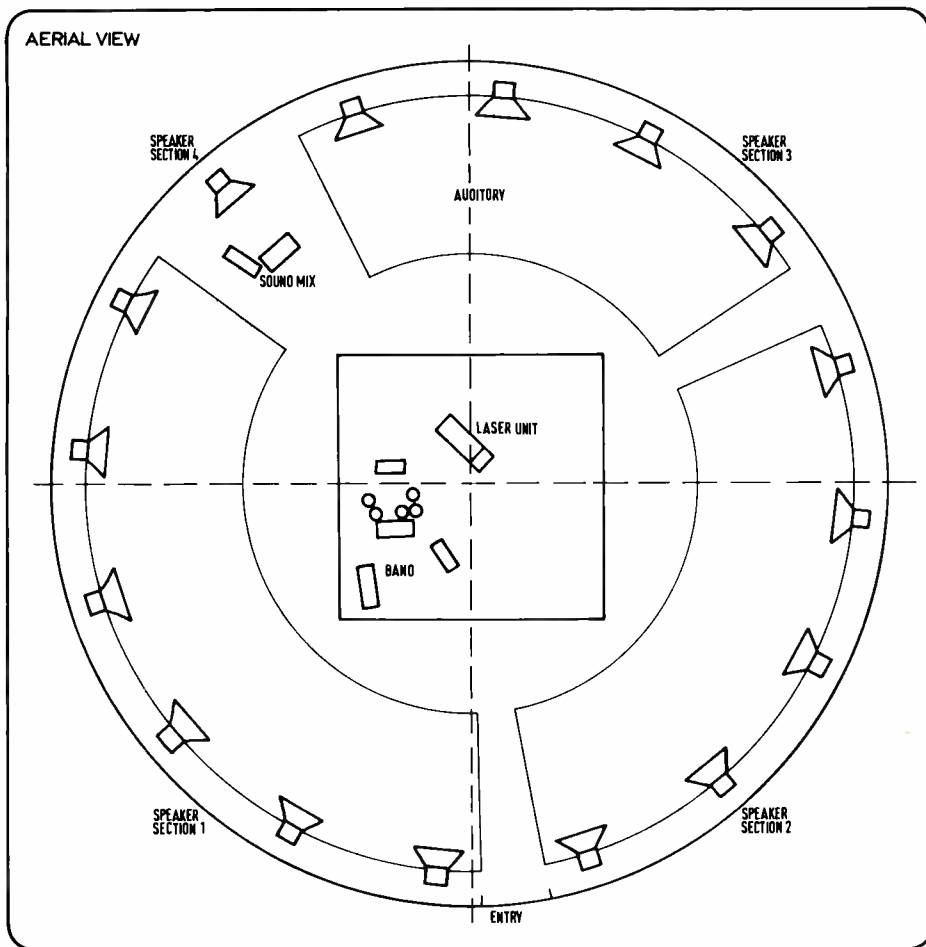 AERIAL VIEW
SPEAKER
SECTION 4
SPEAKER
SECTION 3
AUDITORY
SOUND MIX
LASER UNIT
BAND
SPEAKER
SECTION 1
SPEAKER
SECTION 2
ENTRY